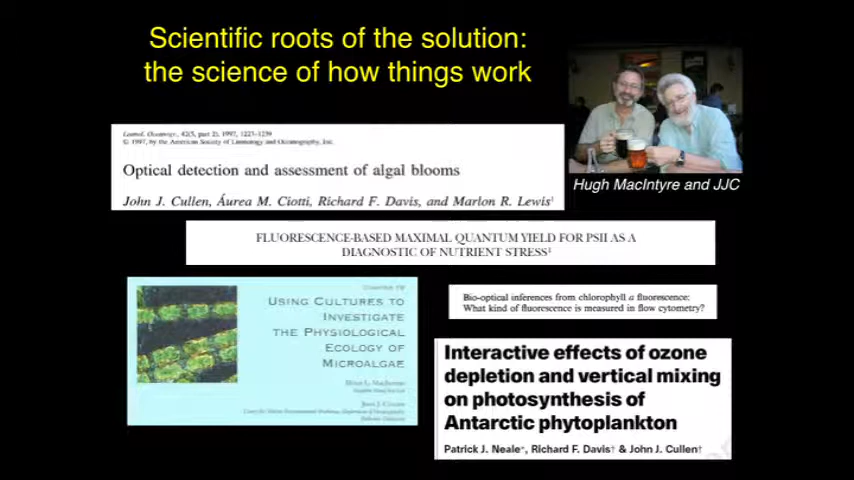 Scientific roots of the solution:
the science of how things work
Limnol. Oceanogr., 42(5, part 2), 1997, 1223-1239
© 1997, by the American Society of Limnology and Oceanography, Inc.
Optical detection and assessment of algal blooms
John J. Cullen, Áurea M. Ciotti, Richard F. Davis, and Marlon R. Lewis¹
Hugh MacIntyre and JJC
FLUORESCENCE-BASED MAXIMAL QUANTUM YIELD FOR PSII AS A
DIAGNOSTIC OF NUTRIENT STRESS¹
CHAPTER 19
USING CULTURES TO
INVESTIGATE
THE PHYSIOLOGICAL
ECOLOGY OF
MICROALGAE
Bio-optical inferences from chlorophyll a fluorescence:
What kind of fluorescence is measured in flow cytometry?
Interactive effects of ozone
depletion and vertical mixing
on photosynthesis of
Antarctic phytoplankton
Patrick J. Neale*, Richard F. Davis† & John J. Cullen†